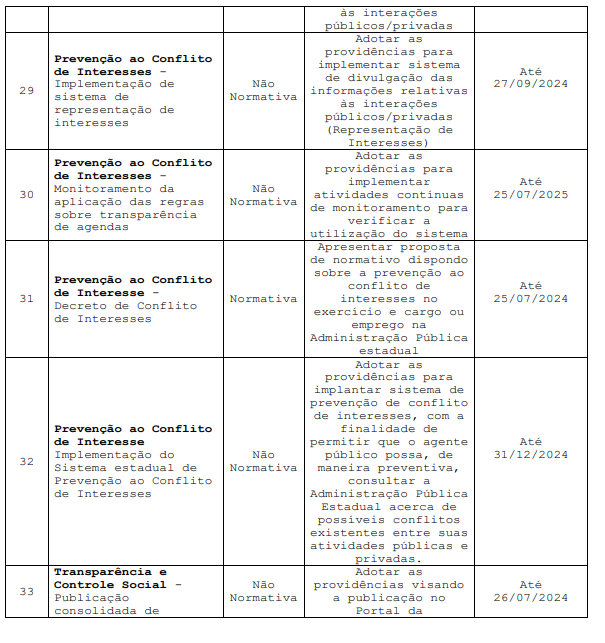 às interações
públicos/privadas
29
Prevenção ao Conflito
de Interesses –
Implementação de
sistema de
representação de
interesses
Não
Normativa
Adotar as
providências para
implementar sistema
de divulgação das
informações relativas
às interações
públicos/privadas
(Representação de
Interesses)
Até
27/09/2024
30
Prevenção ao Conflito
de Interesses –
Monitoramento da
aplicação das regras
sobre transparência
de agendas
Não
Normativa
Adotar as
providências para
implementar
atividades contínuas
de monitoramento para
verificar a
utilização do sistema
Até
25/07/2025
31
Prevenção ao Conflito
de Interesse –
Decreto de Conflito
de Interesses
Normativa
Apresentar proposta
de normativo dispondo
sobre a prevenção ao
conflito de
interesses no
exercício e cargo ou
emprego na
Administração Pública
estadual
Até
25/07/2024
32
Prevenção ao Conflito
de Interesse
Implementação do
Sistema estadual de
Prevenção ao Conflito
de Interesses
Não
Normativa
Adotar as
providências para
implantar sistema de
prevenção de conflito
de interesses, com a
finalidade de
permitir que o agente
público possa, de
maneira preventiva,
consultar a
Administração Pública
Estadual acerca de
possíveis conflitos
existentes entre suas
atividades públicas e
privadas.
Até
31/12/2024
33
Transparência e
Controle Social –
Publicação
consolidada de
Não
Normativa
Adotar as
providências visando
a publicação no
Portal da
Até
26/07/2024